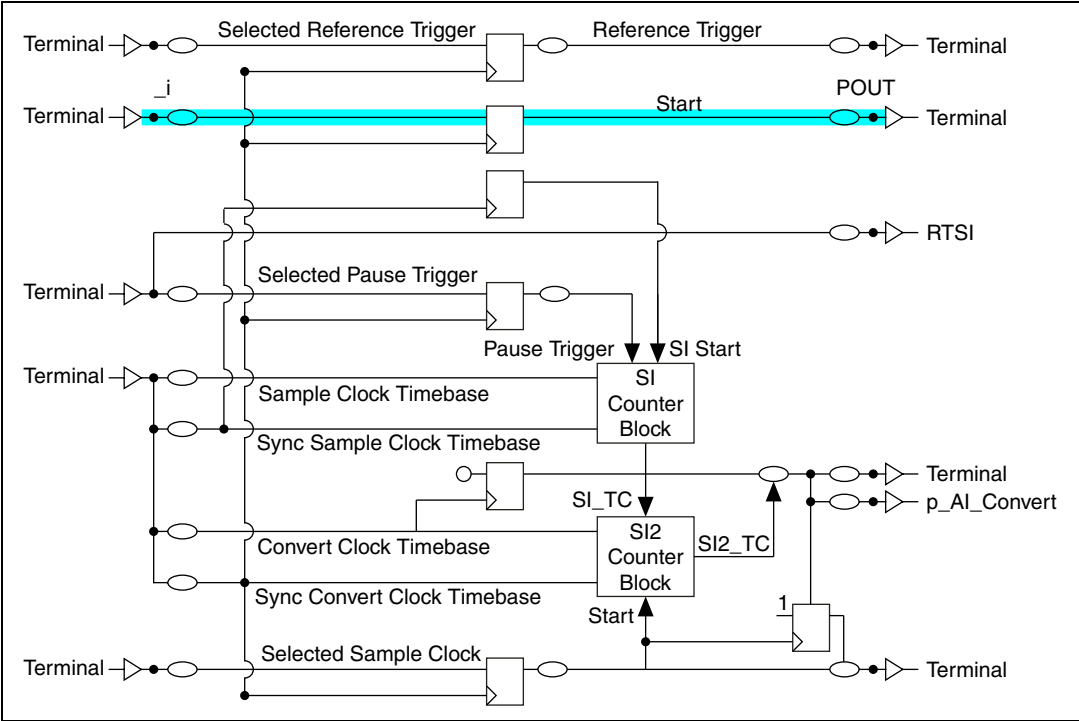 Terminal Selected Reference Trigger Reference Trigger Terminal
_i POUT
Terminal Start Terminal
RTSI
Terminal Selected Pause Trigger
Pause Trigger SI Start
Terminal
Sample Clock Timebase
SI
Counter
Block
Sync Sample Clock Timebase
Terminal
SI_TC
p_AI_Convert
Convert Clock Timebase
SI2
Counter
Block
SI2_TC
Sync Convert Clock Timebase
Start
1
Terminal Selected Sample Clock Terminal